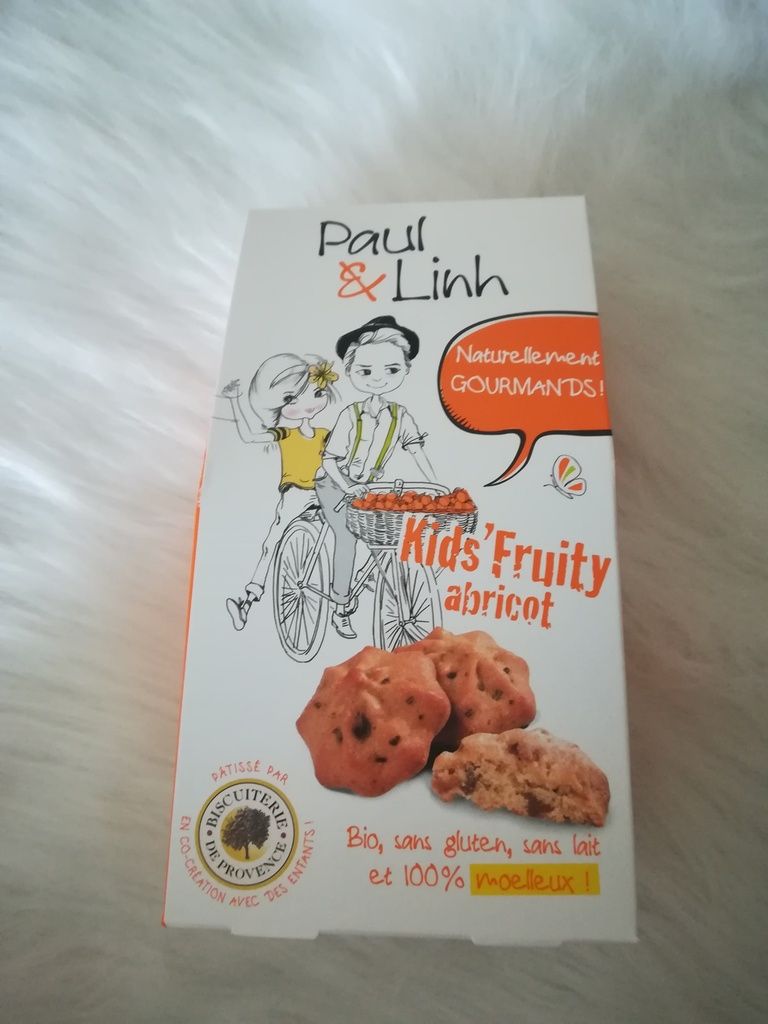 Paul
& Linh
Naturellement
GOURMANDS!
Kids' Fruity
abricot
PÂTISSÉ PAR
BISCUITERIE
DE PROVENCE
EN CO-CRÉATION AVEC DES ENFANTS!
Bio, sans gluten, sans lait
et 100% moelleux !